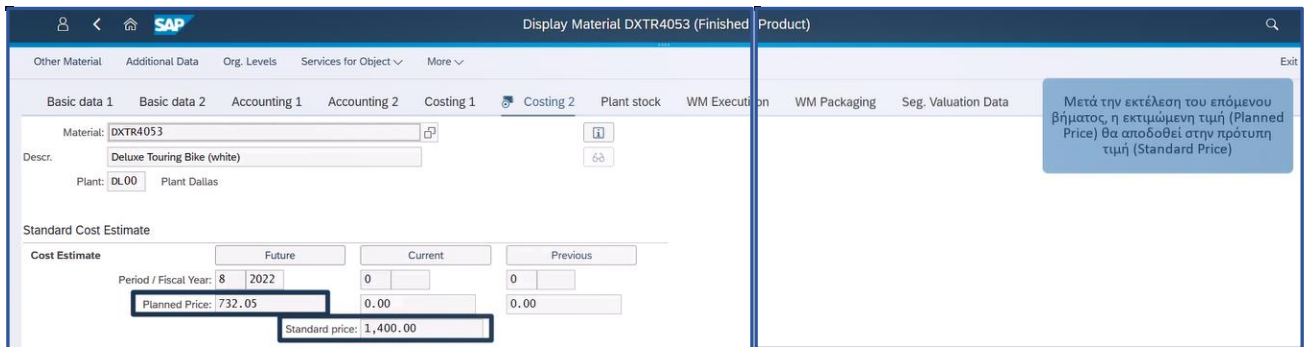 SAP Display Material DXTR4053 (Finished Product)
Other Material Additional Data Org. Levels Services for Object More Exit
Basic data 1 Basic data 2 Accounting 1 Accounting 2 Costing 1 Costing 2 Plant stock WM Execution WM Packaging Seg. Valuation Data
Material: DXTR4053
Descr. Deluxe Touring Bike (white)
Plant: DL00 Plant Dallas
Μετά την εκτέλεση του επόμενου
βήματος, η εκτιμώμενη τιμή (Planned
Price) θα αποδοθεί στην πρότυπη
τιμή (Standard Price)
Standard Cost Estimate
Cost Estimate Future Current Previous
Period / Fiscal Year: 8 2022 0 0
Planned Price: 732.05 0.00 0.00
Standard price: 1,400.00